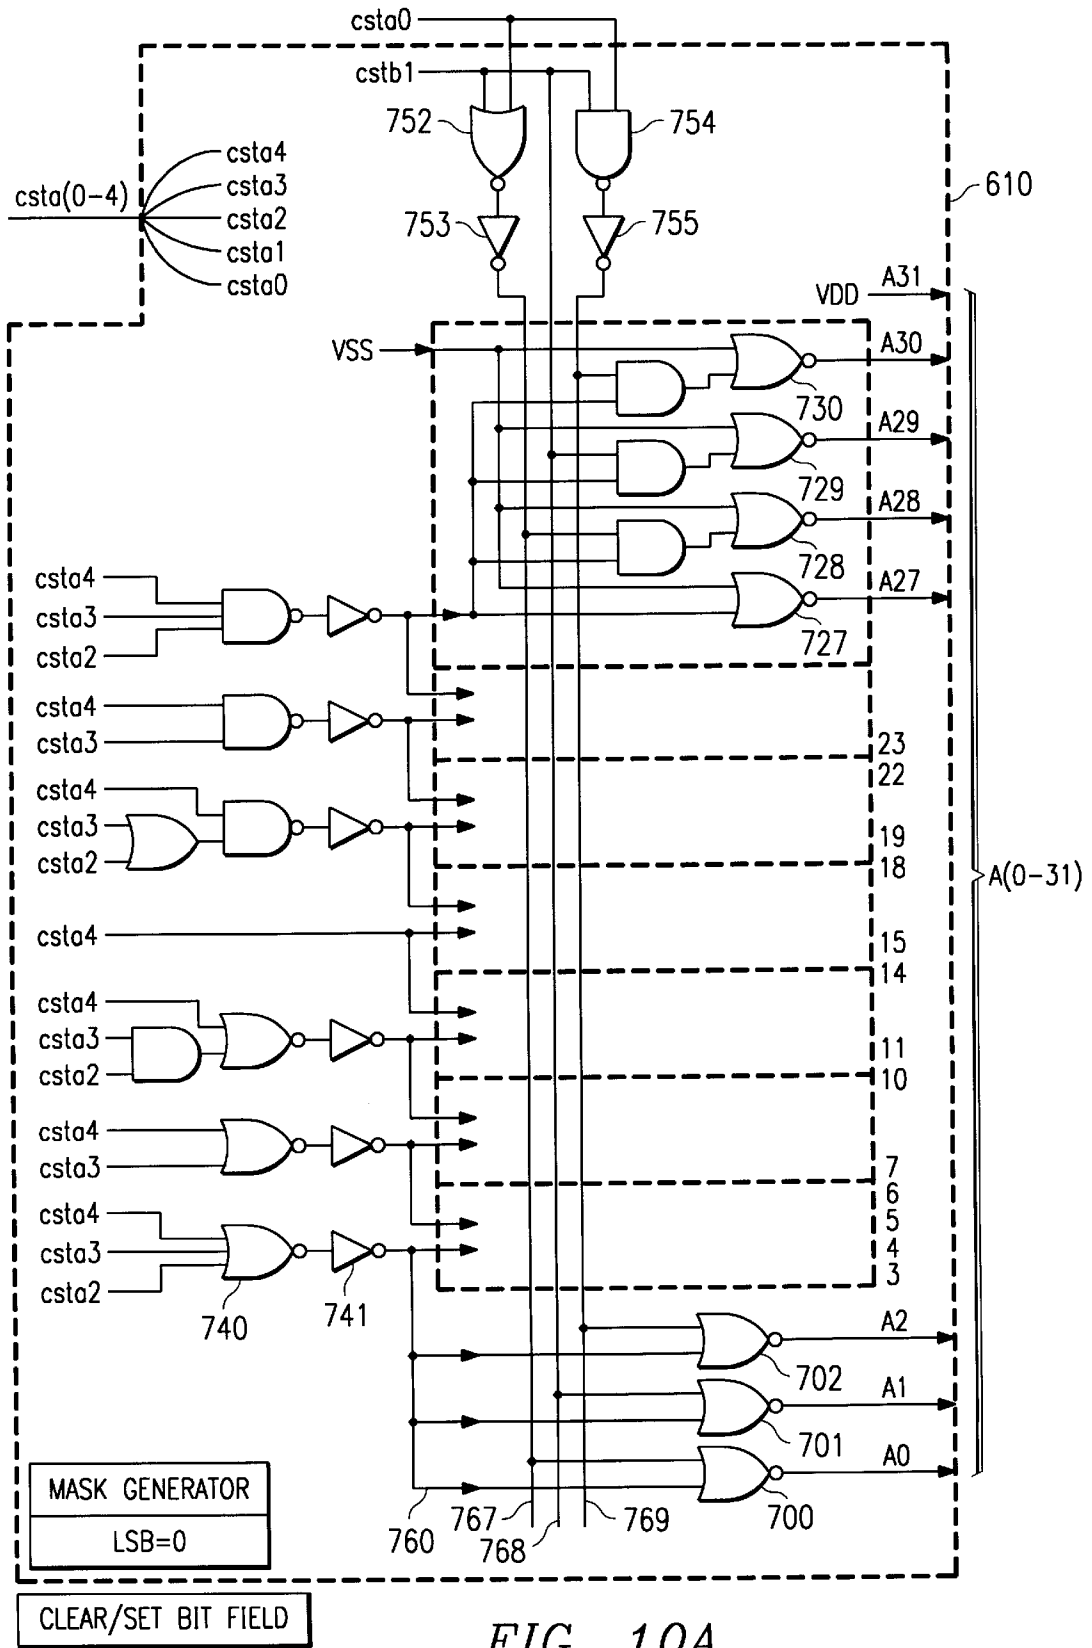 csta0
cstb1
752
754
csta4
csta3
csta(0-4)
csta2
csta1
csta0
753
755
610
VDD
A31
VSS
A30
730
A29
729
A28
728
A27
727
csta4
csta3
csta2
csta4
csta3
23
22
csta4
csta3
csta2
19
18
A(0-31)
csta4
15
14
csta4
csta3
csta2
11
10
csta4
csta3
7
6
5
4
3
csta4
csta3
csta2
740
741
A2
702
A1
701
A0
700
760
767
768
769
MASK GENERATOR
LSB=0
CLEAR/SET BIT FIELD
FIG. 10A